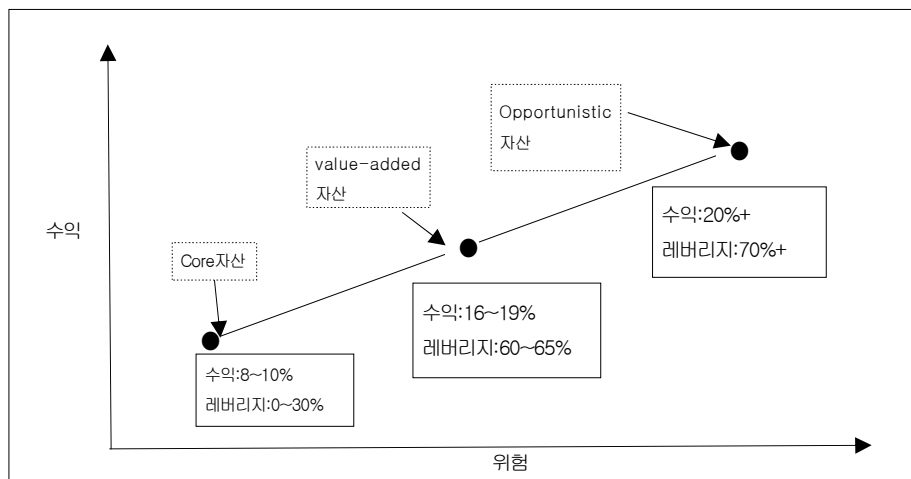 Opportunistic
자산
value-added
자산
수익:20%+
레버리지:70%+
수익
Core자산
수익:16~19%
레버리지:60~65%
수익:8~10%
레버리지:0~30%
위험